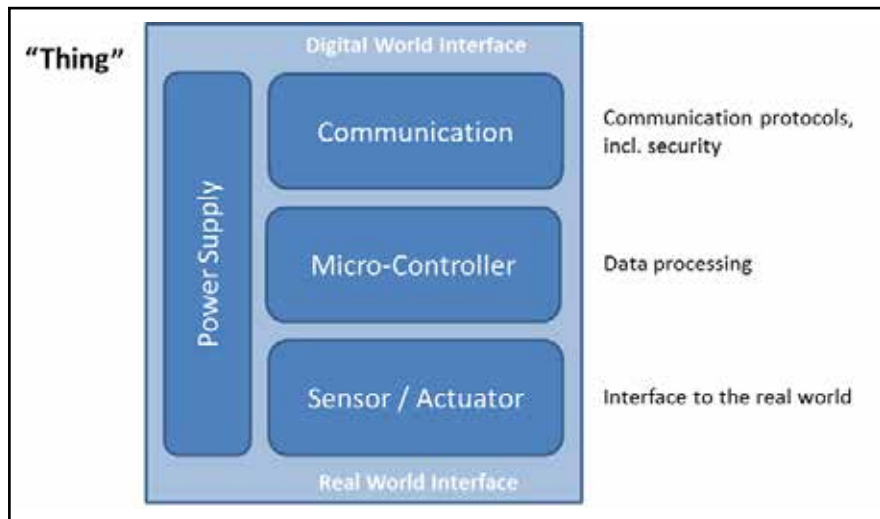 “Thing”
Digital World Interface
Power Supply
Communication
Communication protocols,
incl. security
Micro-Controller
Data processing
Sensor / Actuator
Interface to the real world
Real World Interface